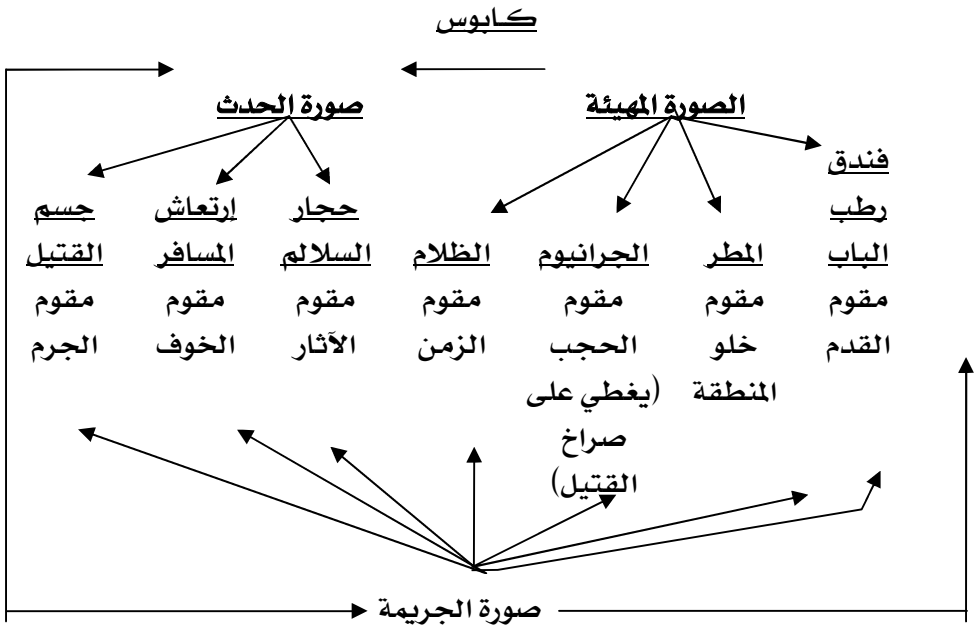 كابوس
الصورة المهيئة
صورة الحدث
فندق
رطب
الباب
مقوم
القدم
المطر
مقوم
خلو
المنطقة
الجرانيوم
مقوم
الحجب
(يغطي على
صراخ
القتيل)
الظلام
مقوم
الزمن
حجار
السلالم
مقوم
الآثار
إرتعاش
المسافر
مقوم
الخوف
جسم
القتيل
مقوم
الجرم
صورة الجريمة